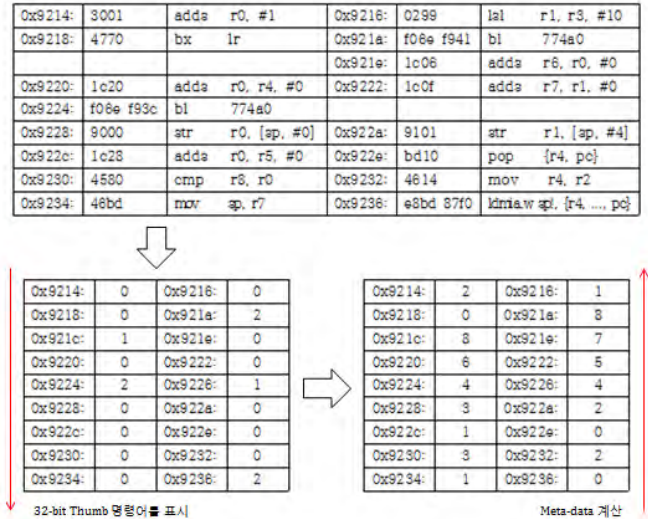 0x9214: 3001 adds r0, #1 0x9216: 0299 lsl r1, r3, #10
0x9218: 4770 bx lr 0x921a: f06e f941 bl 774a0
0x921e: 1c06 adds r6, r0, #0
0x9220: 1c20 adds r0, r4, #0 0x9222: 1c0f adds r7, r1, #0
0x9224: f06e f93c bl 774a0
0x9228: 9000 str r0, [sp, #0] 0x922a: 9101 str r1, [sp, #4]
0x922c: 1c28 adds r0, r5, #0 0x922e: bd10 pop {r4, pc}
0x9230: 4580 cmp r8, r0 0x9232: 4614 mov r4, r2
0x9234: 46bd mov sp, r7 0x9236: e8bd 87f0 ldmia.w sp!, {r4, ..., pc}
0x9214: 0 0x9216: 0 0x9214: 2 0x9216: 1
0x9218: 0 0x921a: 2 0x9218: 0 0x921a: 8
0x921c: 1 0x921e: 0 0x921c: 8 0x921e: 7
0x9220: 0 0x9222: 0 0x9220: 6 0x9222: 5
0x9224: 2 0x9226: 1 0x9224: 4 0x9226: 4
0x9228: 0 0x922a: 0 0x9228: 3 0x922a: 2
0x922c: 0 0x922e: 0 0x922c: 1 0x922e: 0
0x9230: 0 0x9232: 0 0x9230: 3 0x9232: 2
0x9234: 0 0x9236: 2 0x9234: 1 0x9236: 0
32-bit Thumb 명령어를 표시 Meta-data 계산